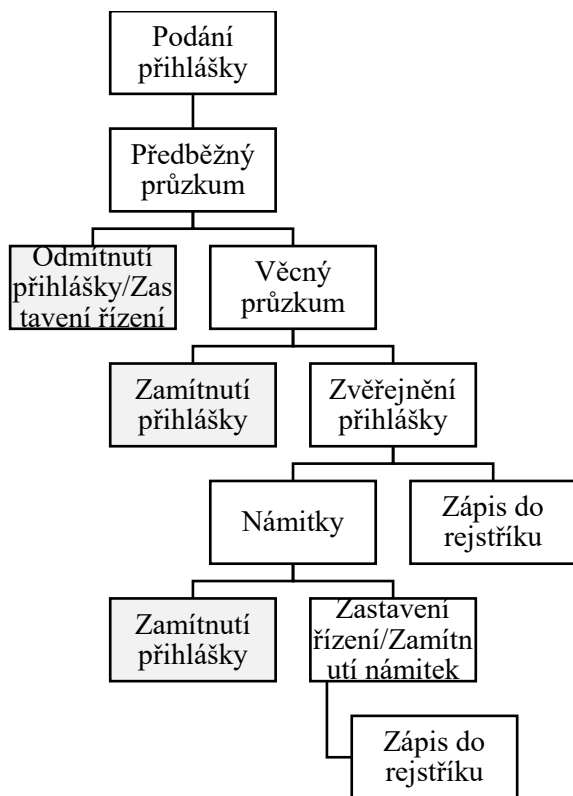 Podání
přihlášky
Předběžný
průzkum
Odmítnutí
přihlášky/Zas
tavení řízení
Věcný
průzkum
Zamítnutí
přihlášky
Zvěřejnění
přihlášky
Námitky
Zápis do
rejstříku
Zamítnutí
přihlášky
Zastavení
řízení/Zamítn
utí námitek
Zápis do
rejstříku